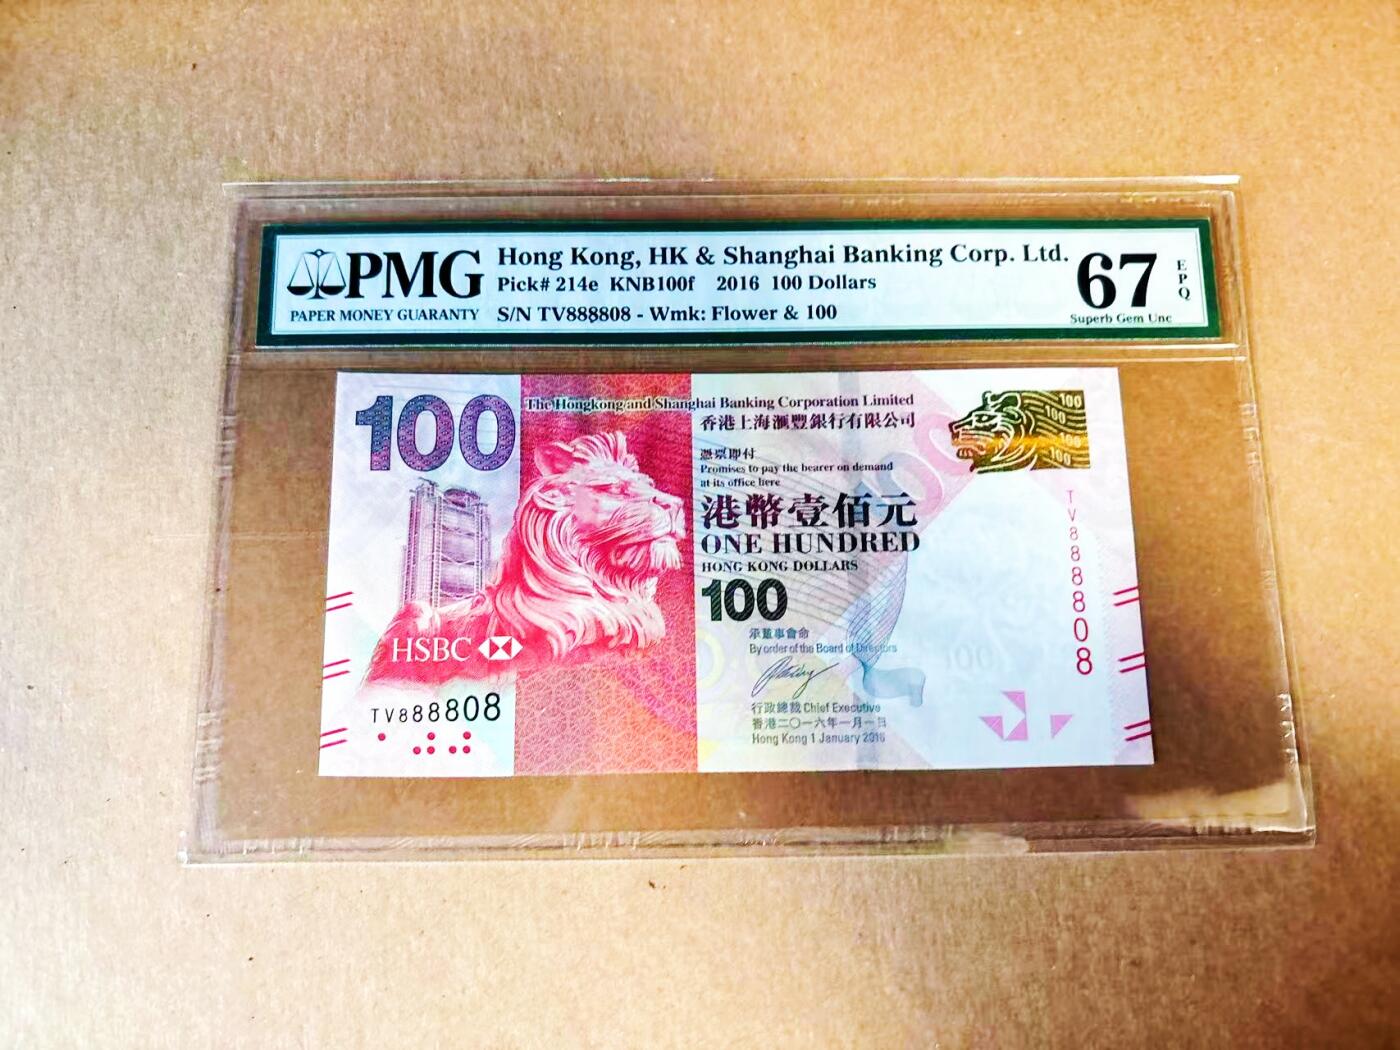 PMG
PAPER MONEY GUARANTY
Hong Kong, HK & Shanghai Banking Corp. Ltd.
Pick# 214e KNB100f 2016 100 Dollars
S/N TV888808 - Wmk: Flower & 100
67
EPQ
Superb Gem Unc
100
The Hongkong and Shanghai Banking Corporation Limited
香港上海滙豐銀行有限公司
憑票即付
Promises to pay the bearer on demand
at its office here
港幣壹佰元
ONE HUNDRED
HONG KONG DOLLARS
100
承董事會命
By order of the Board of Directors
行政總裁 Chief Executive
香港二〇一六年一月一日
Hong Kong 1 January 2016
HSBC
TV888808
100
100
100
100
TV888808
100